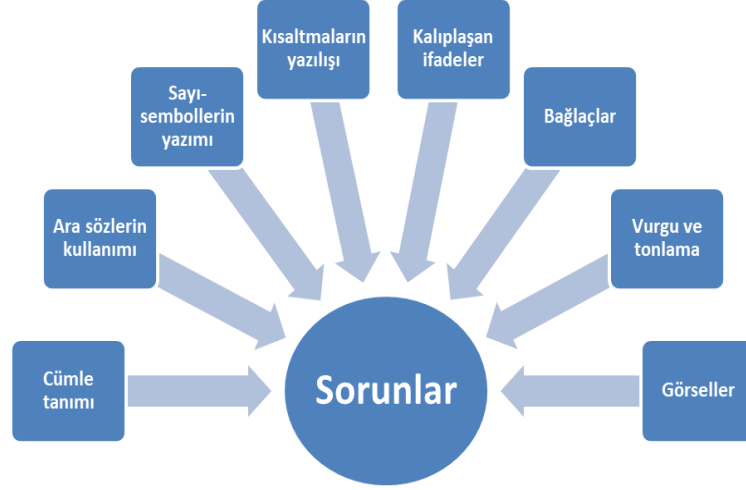 Cümle
tanımı
Ara sözlerin
kullanımı
Sayı-
sembollerin
yazımı
Kısaltmaların
yazılışı
Kalıplaşan
ifadeler
Bağlaçlar
Vurgu ve
tonlama
Görseller
Sorunlar